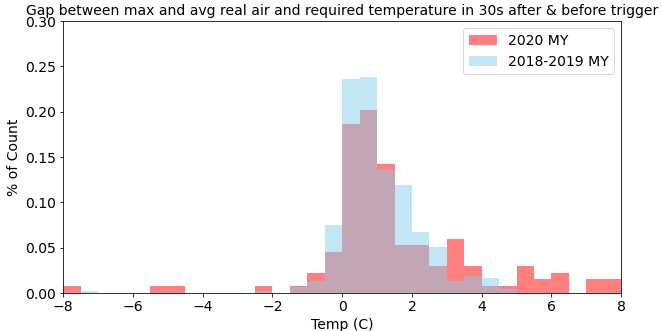 Gap between max and avg real air and required temperature in 30s after & before trigger
0.30
0.25
0.20
0.15
0.10
0.05
0.00
% of Count
2020 MY
2018-2019 MY
−8 −6 −4 −2 0 2 4 6 8
Temp (C)